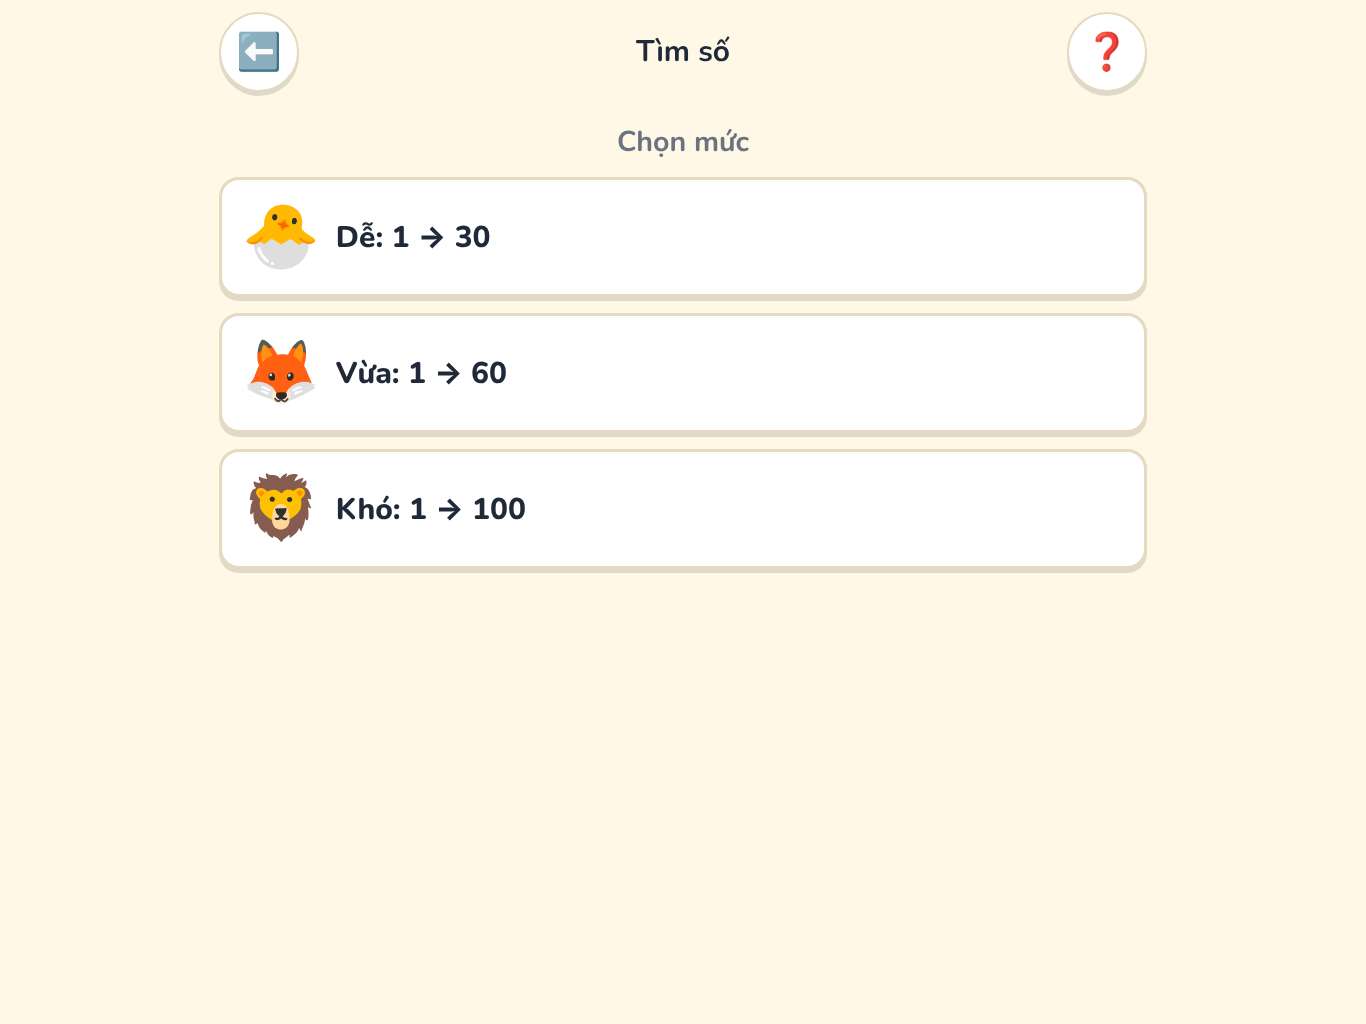 Tìm số
Chọn mức
Dễ: 1 → 30
Vừa: 1 → 60
Khó: 1 → 100